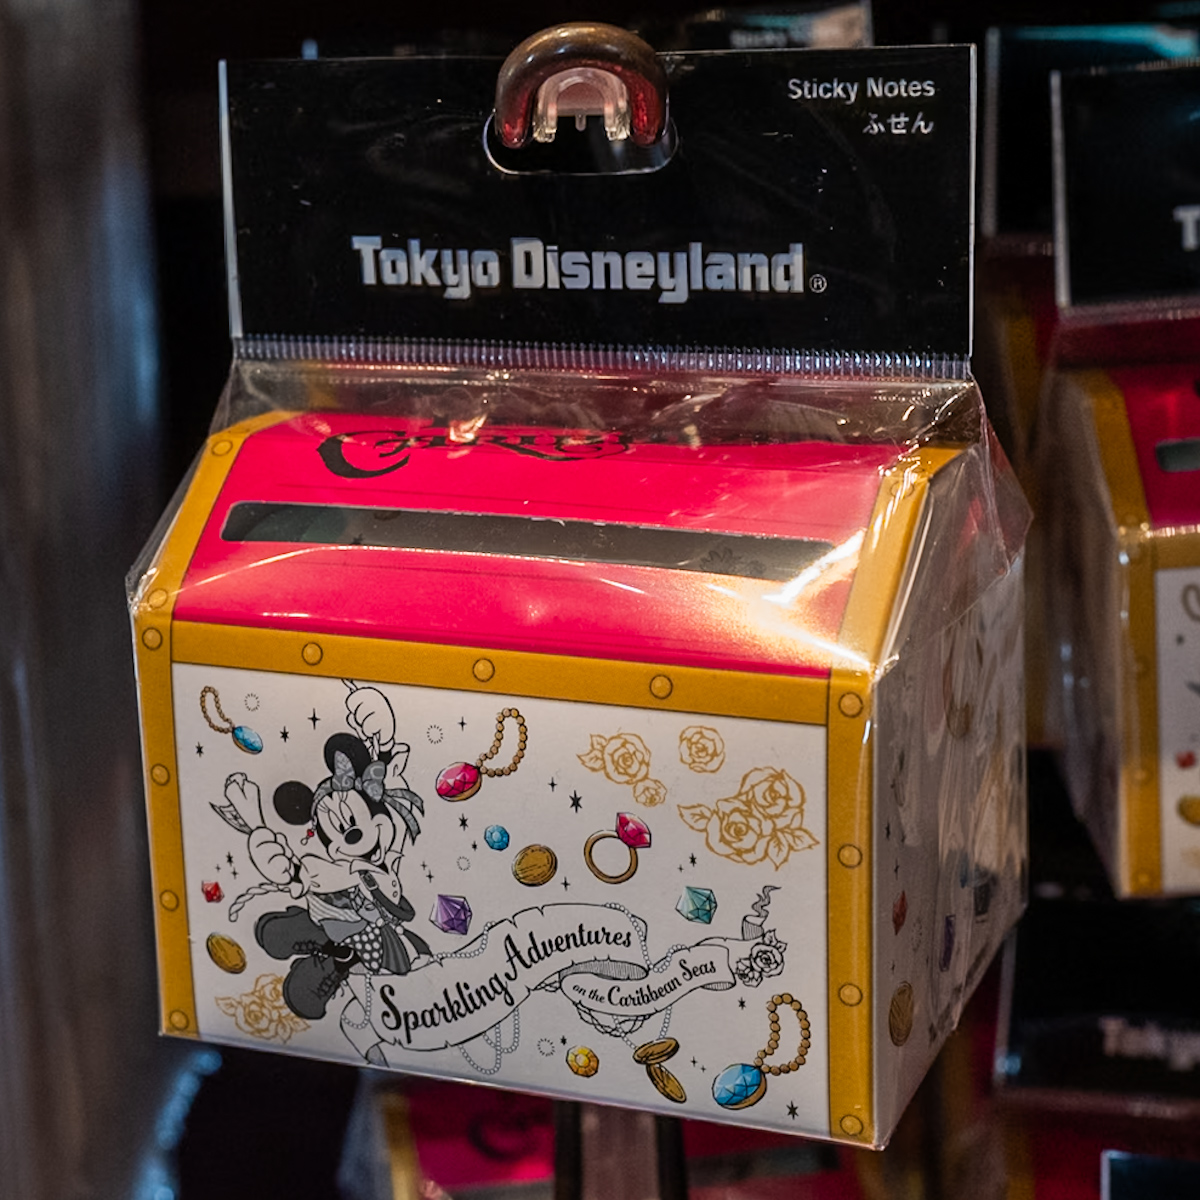 Sticky Notes
ふせん
Tokyo Disneyland®
Sparkling Adventures
on the Caribbean Seas